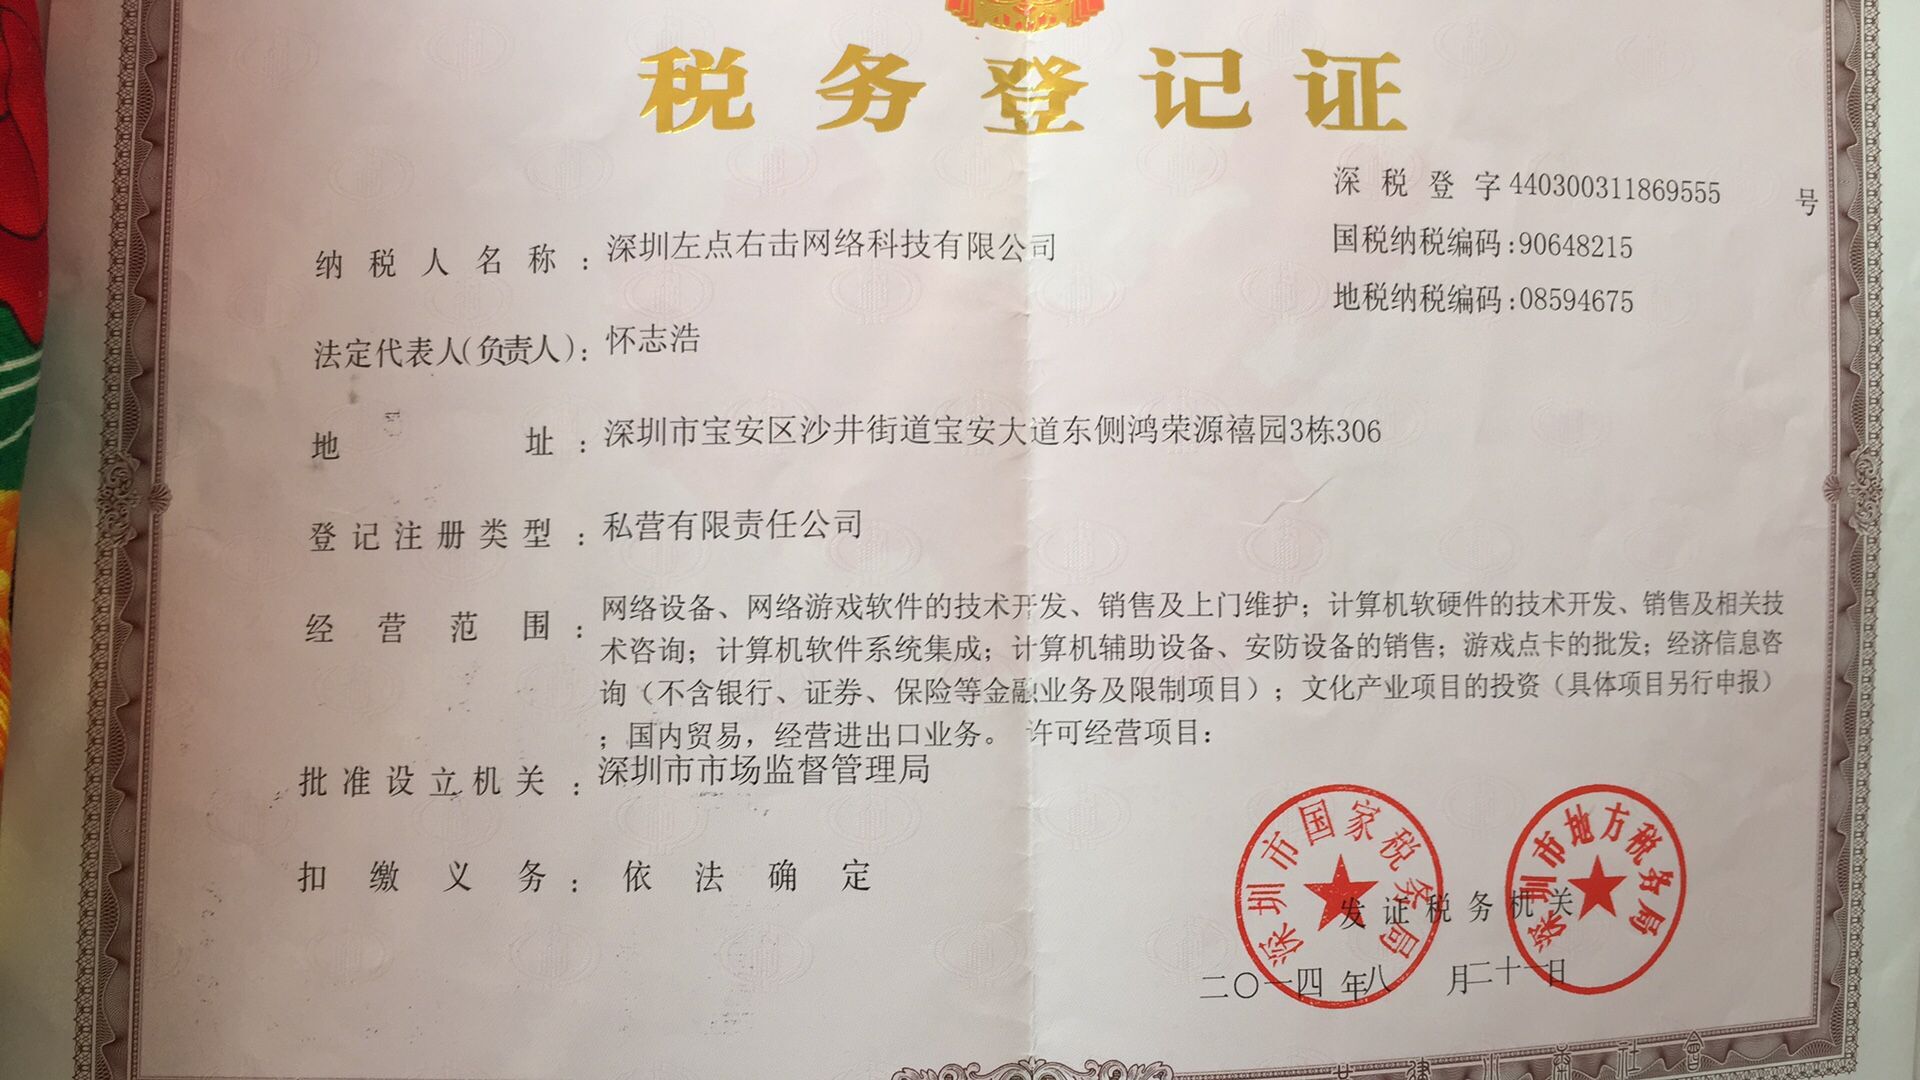 税务登记证
深税登字440300311869555号
国税纳税编码:90648215
地税纳税编码:08594675
纳税人名称：深圳左点右击网络科技有限公司
法定代表人(负责人)：怀志浩
地址：深圳市宝安区沙井街道宝安大道东侧鸿荣源禧园3栋306
登记注册类型：私营有限责任公司
经营范围：网络设备、网络游戏软件的技术开发、销售及上门维护；计算机软硬件的技术开发、销售及相关技
术咨询；计算机软件系统集成；计算机辅助设备、安防设备的销售；游戏点卡的批发；经济信息咨
询（不含银行、证券、保险等金融业务及限制项目）；文化产业项目的投资（具体项目另行申报）
；国内贸易，经营进出口业务。 许可经营项目：
批准设立机关：深圳市市场监督管理局
扣缴义务：依法确定
深圳市国家税务局
深圳市地方税务局
发证税务机关
二〇一四年八月二十一日